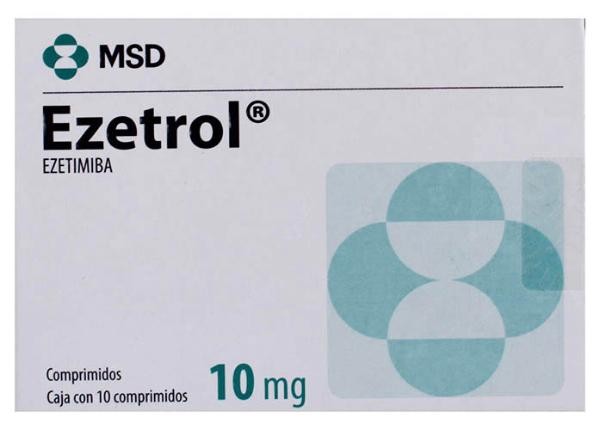 MSD
Ezetrol®
EZETIMIBA
Comprimidos
Caja con 10 comprimidos
10 mg